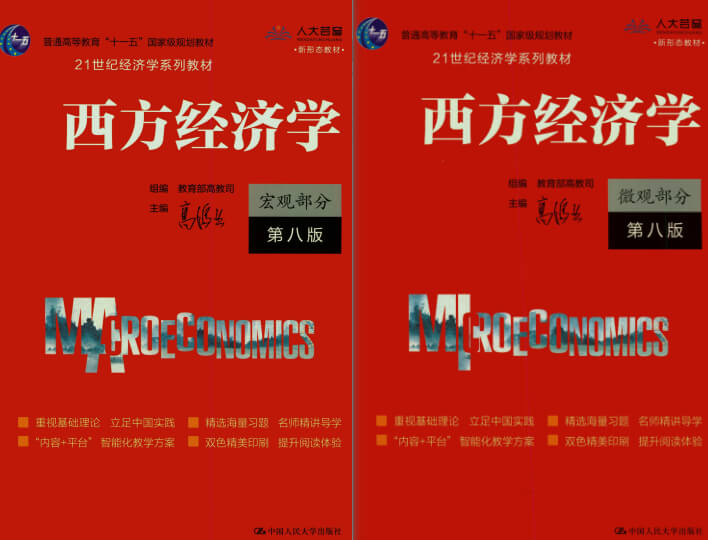 十一五
普通高等教育“十一五”国家级规划教材
人大名室
•新形态教材•
21世纪经济学系列教材
西方经济学
组编 教育部高教司
主编
宏观部分
第八版
MACROECONOMICS
重视基础理论 立足中国实践
精选海量习题 名师精讲导学
“内容+平台” 智能化教学方案
双色精美印刷 提升阅读体验
中国人民大学出版社
十一五
普通高等教育“十一五”国家级规划教材
•新形态教材•
21世纪经济学系列教材
西方经济学
组编 教育部高教司
主编
微观部分
第八版
MICROECONOMICS
重视基础理论 立足中国实践
精选海量习题 名师精讲导学
“内容+平台” 智能化教学方案
双色精美印刷 提升阅读体验
中国人民大学出版社